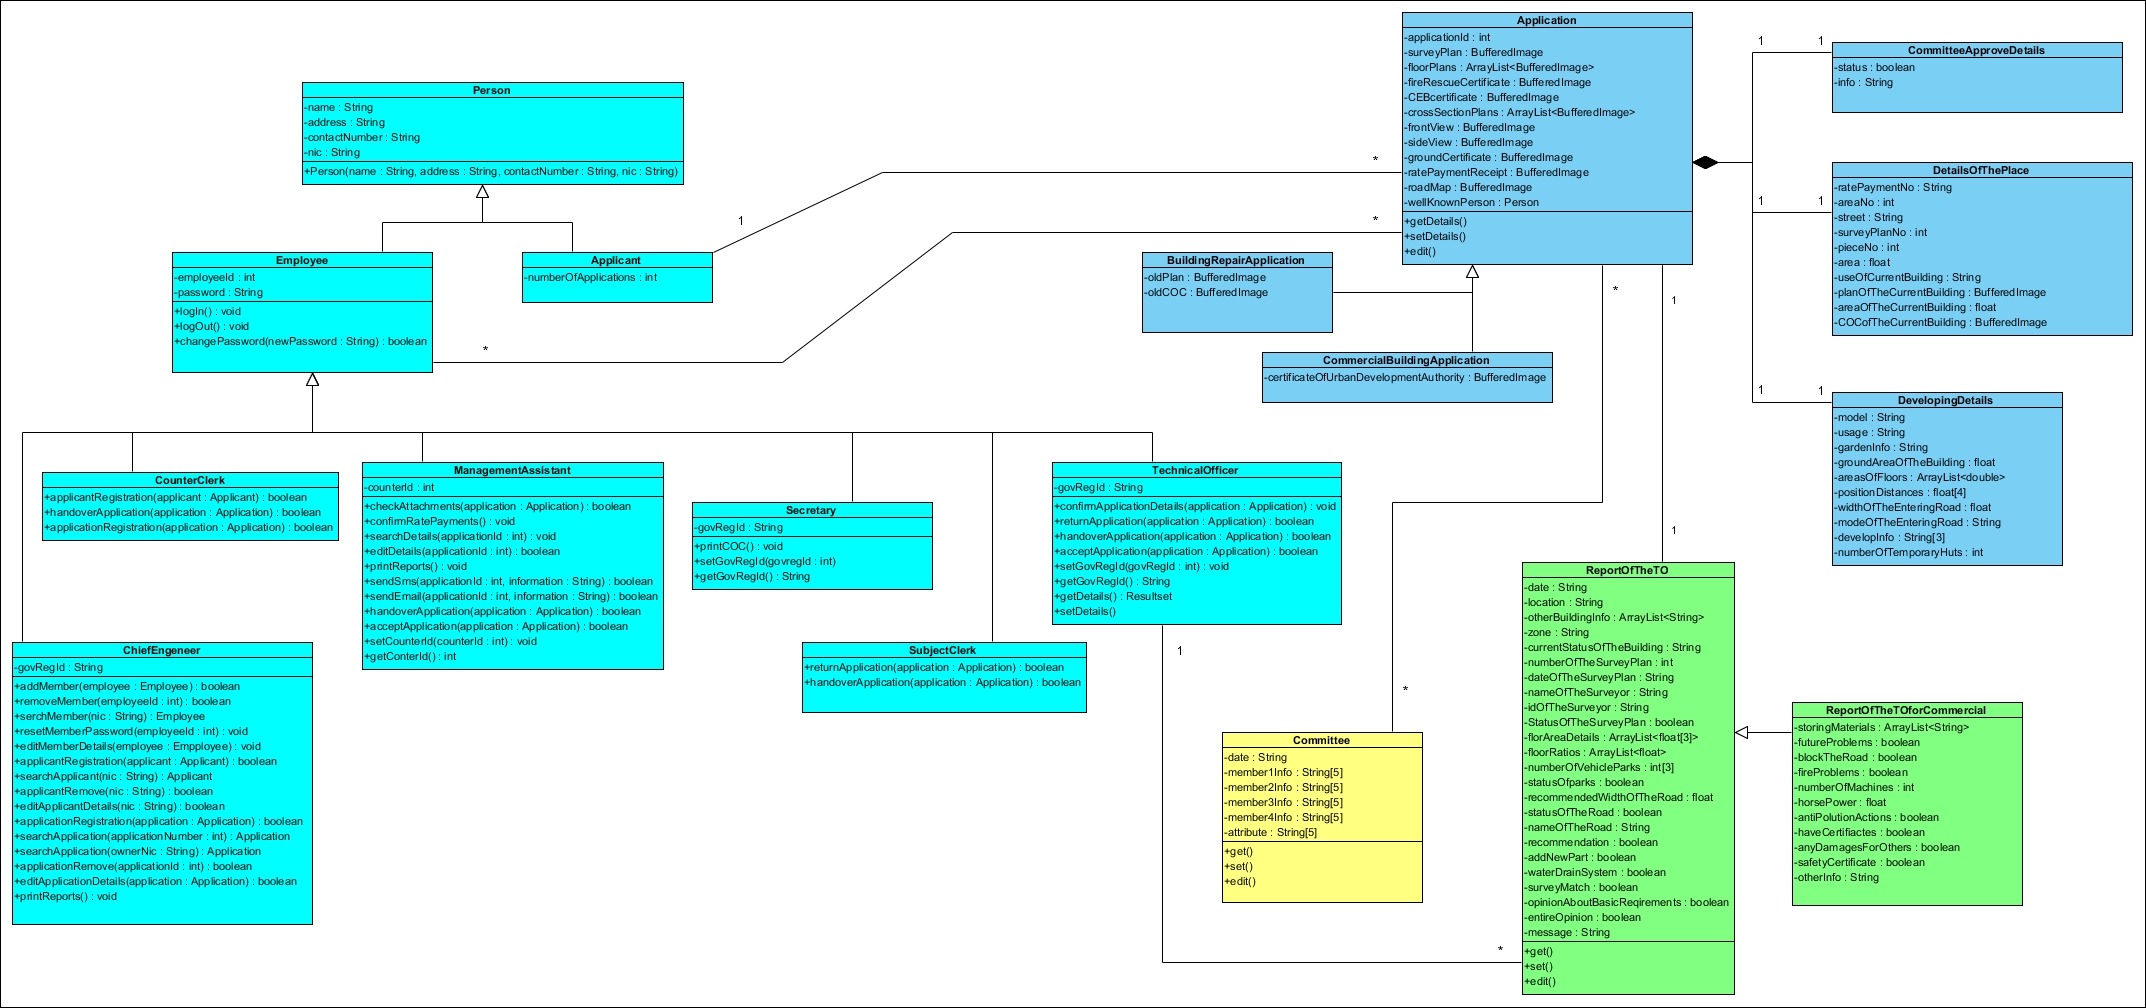 Person
-name : String
-address : String
-contactNumber : String
-nic : String
+Person(name : String, address : String, contactNumber : String, nic : String)
Employee
-employeeId : int
-password : String
+logIn() : void
+logOut() : void
+changePassword(newPassword : String) : boolean
Applicant
-numberOfApplications : int
1
*
*
*
Application
-applicationId : int
-surveyPlan : BufferedImage
-floorPlans : ArrayList<BufferedImage>
-fireRescueCertificate : BufferedImage
-CEBcertificate : BufferedImage
-crossSectionPlans : ArrayList<BufferedImage>
-frontView : BufferedImage
-sideView : BufferedImage
-groundCertificate : BufferedImage
-ratePaymentReceipt : BufferedImage
-roadMap : BufferedImage
-wellKnownPerson : Person
+getDetails()
+setDetails()
+edit()
1 1
CommitteeApproveDetails
-status : boolean
-info : String
1 1
DetailsOfThePlace
-ratePaymentNo : String
-areaNo : int
-street : String
-surveyPlanNo : int
-pieceNo : int
-area : float
-useOfCurrentBuilding : String
-planOfTheCurrentBuilding : BufferedImage
-areaOfTheCurrentBuilding : float
-COCofTheCurrentBuilding : BufferedImage
1 1
DevelopingDetails
-model : String
-usage : String
-gardenInfo : String
-groundAreaOfTheBuilding : float
-areasOfFloors : ArrayList<double>
-positionDistances : float[4]
-widthOfTheEnteringRoad : float
-modeOfTheEnteringRoad : String
-developInfo : String[3]
-numberOfTemporaryHuts : int
BuildingRepairApplication
-oldPlan : BufferedImage
-oldCOC : BufferedImage
CommercialBuildingApplication
-certificateOfUrbanDevelopmentAuthority : BufferedImage
*
1
1
*
CounterClerk
+applicantRegistration(applicant : Applicant) : boolean
+handoverApplication(application : Application) : boolean
+applicationRegistration(application : Application) : boolean
ManagementAssistant
-counterId : int
+checkAttachments(application : Application) : boolean
+confirmRatePayments() : void
+searchDetails(applicationId : int) : void
+editDetails(applicationId : int) : boolean
+printReports() : void
+sendSms(applicationId : int, information : String) : boolean
+sendEmail(applicationId : int, information : String) : boolean
+handoverApplication(application : Application) : boolean
+acceptApplication(application : Application) : boolean
+setCounterId(counterId : int) : void
+getConterId() : int
Secretary
-govRegId : String
+printCOC() : void
+setGovRegId(govregId : int)
+getGovRegId() : String
TechnicalOfficer
-govRegId : String
+confirmApplicationDetails(application : Application) : void
+returnApplication(application : Application) : boolean
+handoverApplication(application : Application) : boolean
+acceptApplication(application : Application) : boolean
+setGovRegId(govRegId : int) : void
+getGovRegId() : String
+getDetails() : Resultset
+setDetails()
1
*
ChiefEngeneer
-govRegId : String
+addMember(employee : Employee) : boolean
+removeMember(employeeId : int) : boolean
+serchMember(nic : String) : Employee
+resetMemberPassword(employeeId : int) : void
+editMemberDetails(employee : Empployee) : void
+applicantRegistration(applicant : Applicant) : boolean
+searchApplicant(nic : String) : Applicant
+applicantRemove(nic : String) : boolean
+editApplicantDetails(nic : String) : boolean
+applicationRegistration(application : Application) : boolean
+searchApplication(applicationNumber : int) : Application
+searchApplication(ownerNic : String) : Application
+applicationRemove(applicationId : int) : boolean
+editApplicationDetails(application : Application) : boolean
+printReports() : void
SubjectClerk
+returnApplication(application : Application) : boolean
+handoverApplication(application : Application) : boolean
Committee
-date : String
-member1Info : String[5]
-member2Info : String[5]
-member3Info : String[5]
-member4Info : String[5]
-attribute : String[5]
+get()
+set()
+edit()
ReportOfTheTO
-date : String
-location : String
-otherBuildingInfo : ArrayList<String>
-zone : String
-currentStatusOfTheBuilding : String
-numberOfTheSurveyPlan : int
-dateOfTheSurveyPlan : String
-nameOfTheSurveyor : String
-idOfTheSurveyor : String
-StatusOfTheSurveyPlan : boolean
-florAreaDetails : ArrayList<float[3]>
-floorRatios : ArrayList<float>
-numberOfVehicleParks : int[3]
-statusOfparks : boolean
-recommendedWidthOfTheRoad : float
-statusOfTheRoad : boolean
-nameOfTheRoad : String
-recommendation : boolean
-addNewPart : boolean
-waterDrainSystem : boolean
-surveyMatch : boolean
-opinionAboutBasicReqirements : boolean
-entireOpinion : boolean
-message : String
+get()
+set()
+edit()
ReportOfTheTOforCommercial
-storingMaterials : ArrayList<String>
-futureProblems : boolean
-blockTheRoad : boolean
-fireProblems : boolean
-numberOfMachines : int
-horsePower : float
-antiPolutionActions : boolean
-haveCertifiactes : boolean
-anyDamagesForOthers : boolean
-safetyCertificate : boolean
-otherInfo : String